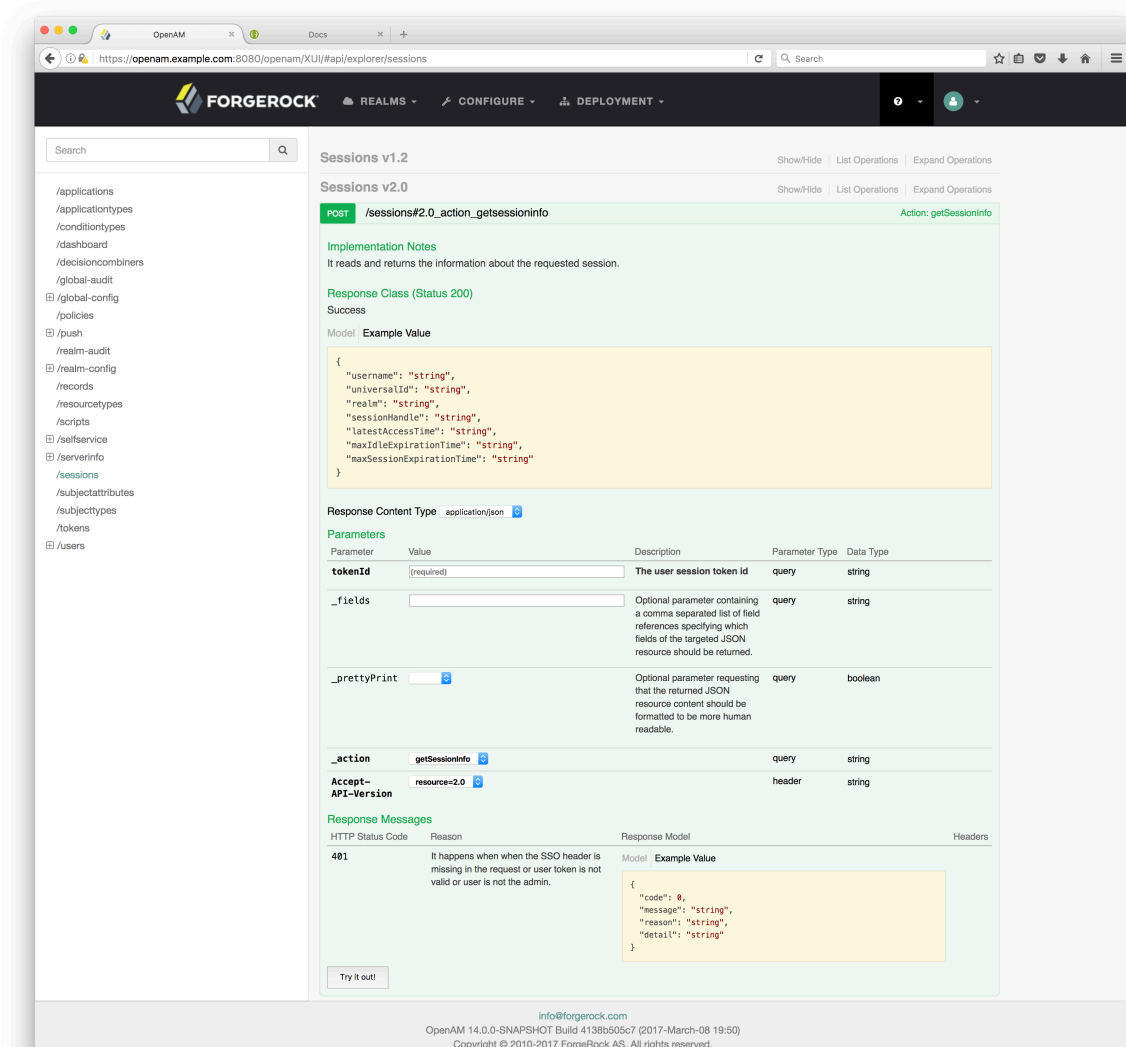 OpenAM
Docs
https://openam.example.com:8080/openam/XUI/#api/explorer/sessions
Search
FORGEROCK
REALMS
CONFIGURE
DEPLOYMENT
Search
/applications
/applicationtypes
/conditiontypes
/dashboard
/decisioncombiners
/global-audit
/global-config
/policies
/push
/realm-audit
/realm-config
/records
/resourcetypes
/scripts
/selfservice
/serverinfo
/sessions
/subjectattributes
/subjecttypes
/tokens
/users
Sessions v1.2
Show/Hide List Operations Expand Operations
Sessions v2.0
Show/Hide List Operations Expand Operations
POST /sessions#2.0_action_getsessioninfo Action: getSessionInfo
Implementation Notes
It reads and returns the information about the requested session.
Response Class (Status 200)
Success
Model Example Value
{
"username": "string",
"universalId": "string",
"realm": "string",
"sessionHandle": "string",
"latestAccessTime": "string",
"maxIdleExpirationTime": "string",
"maxSessionExpirationTime": "string"
}
Response Content Type application/json
Parameters
Parameter Value Description Parameter Type Data Type
tokenId (required) The user session token id query string
_fields Optional parameter containing query string
a comma separated list of field
references specifying which
fields of the targeted JSON
resource should be returned.
_prettyPrint Optional parameter requesting query boolean
that the returned JSON
resource content should be
formatted to be more human
readable.
_action getSessionInfo query string
Accept- resource=2.0 header string
API-Version
Response Messages
HTTP Status Code Reason Response Model Headers
401 It happens when when the SSO header is
missing in the request or user token is not
valid or user is not the admin.
Model Example Value
{
"code": 0,
"message": "string",
"reason": "string",
"detail": "string"
}
Try it out!
info@forgerock.com
OpenAM 14.0.0-SNAPSHOT Build 4138b505c7 (2017-March-08 19:50)
Copyright © 2010-2017 ForgeRock AS. All rights reserved.